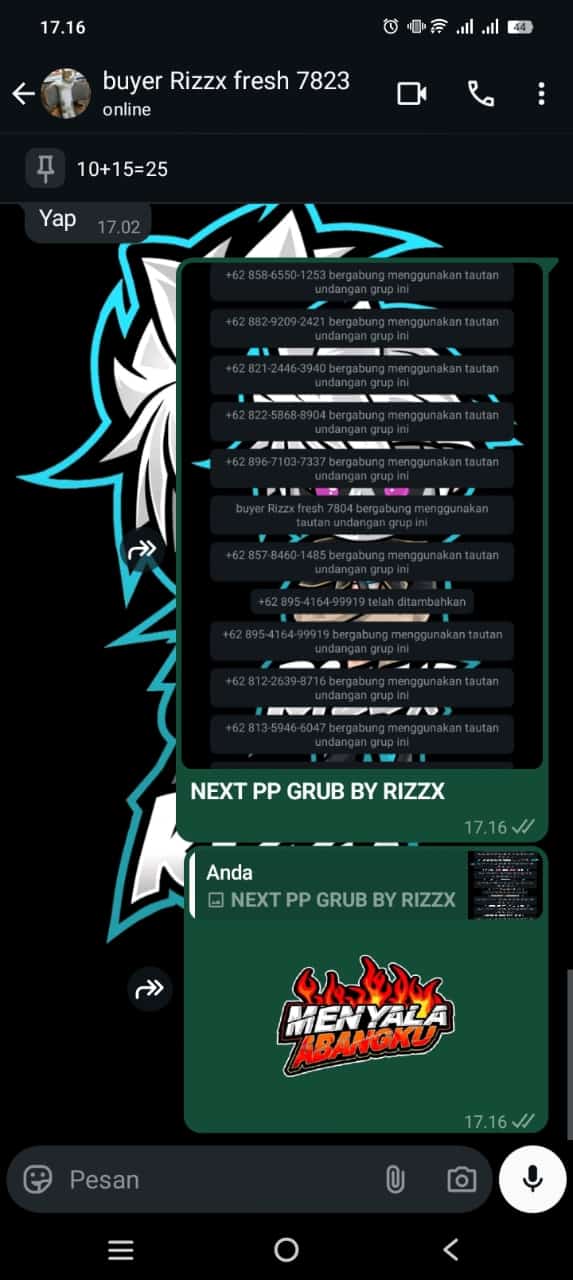 17.16
44
buyer Rizzx fresh 7823
online
10+15=25
Yap 17.02
+62 858-6550-1253 bergabung menggunakan tautan
undangan grup ini
+62 882-9209-2421 bergabung menggunakan tautan
undangan grup ini
+62 821-2446-3940 bergabung menggunakan tautan
undangan grup ini
+62 822-5868-8904 bergabung menggunakan tautan
undangan grup ini
+62 896-7103-7337 bergabung menggunakan tautan
undangan grup ini
buyer Rizzx fresh 7804 bergabung menggunakan
tautan undangan grup ini
+62 857-8460-1485 bergabung menggunakan tautan
undangan grup ini
+62 895-4164-99919 telah ditambahkan
+62 895-4164-99919 bergabung menggunakan tautan
undangan grup ini
+62 812-2639-8716 bergabung menggunakan tautan
undangan grup ini
+62 813-5946-6047 bergabung menggunakan tautan
undangan grup ini
NEXT PP GRUB BY RIZZX
17.16
Anda
NEXT PP GRUB BY RIZZX
MENYALA
ABANGKU
17.16
Pesan